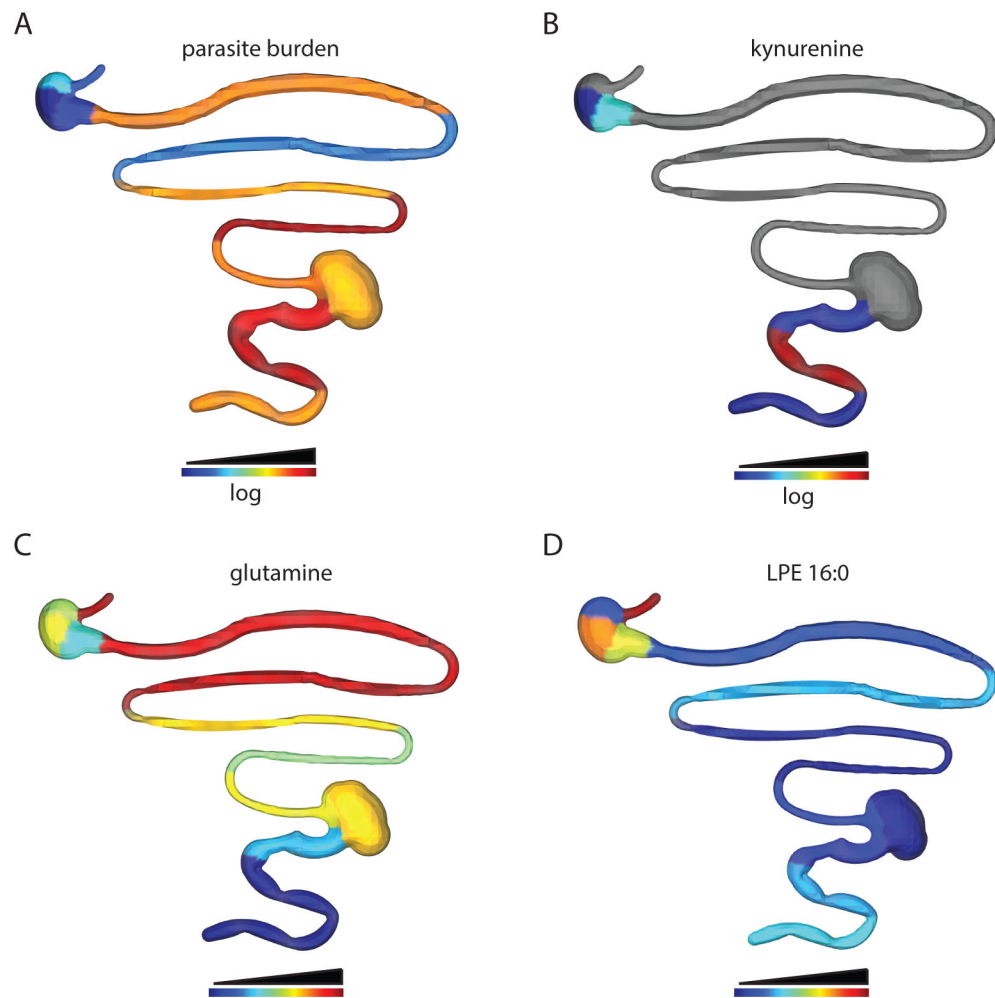 A
parasite burden
B
kynurenine
log
log
C
glutamine
D
LPE 16:0